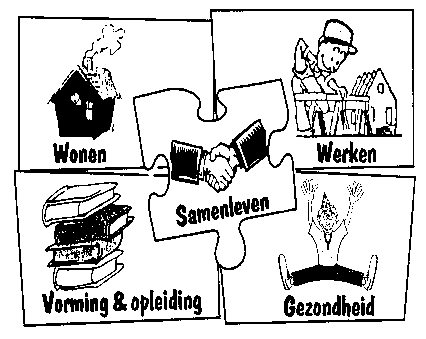 Wonen
Werken
Samenleven
Vorming & opleiding
Gezondheid